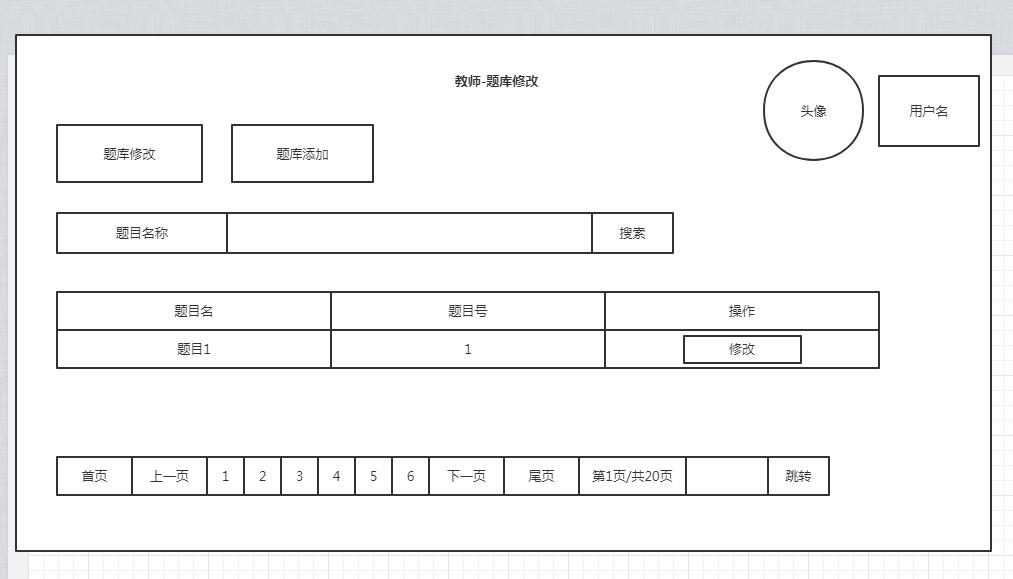 教师-题库修改
头像
用户名
题库修改 题库添加
题目名称 搜索
题目名 题目号 操作
题目1 1 修改
首页 上一页 1 2 3 4 5 6 下一页 尾页 第1页/共20页 跳转